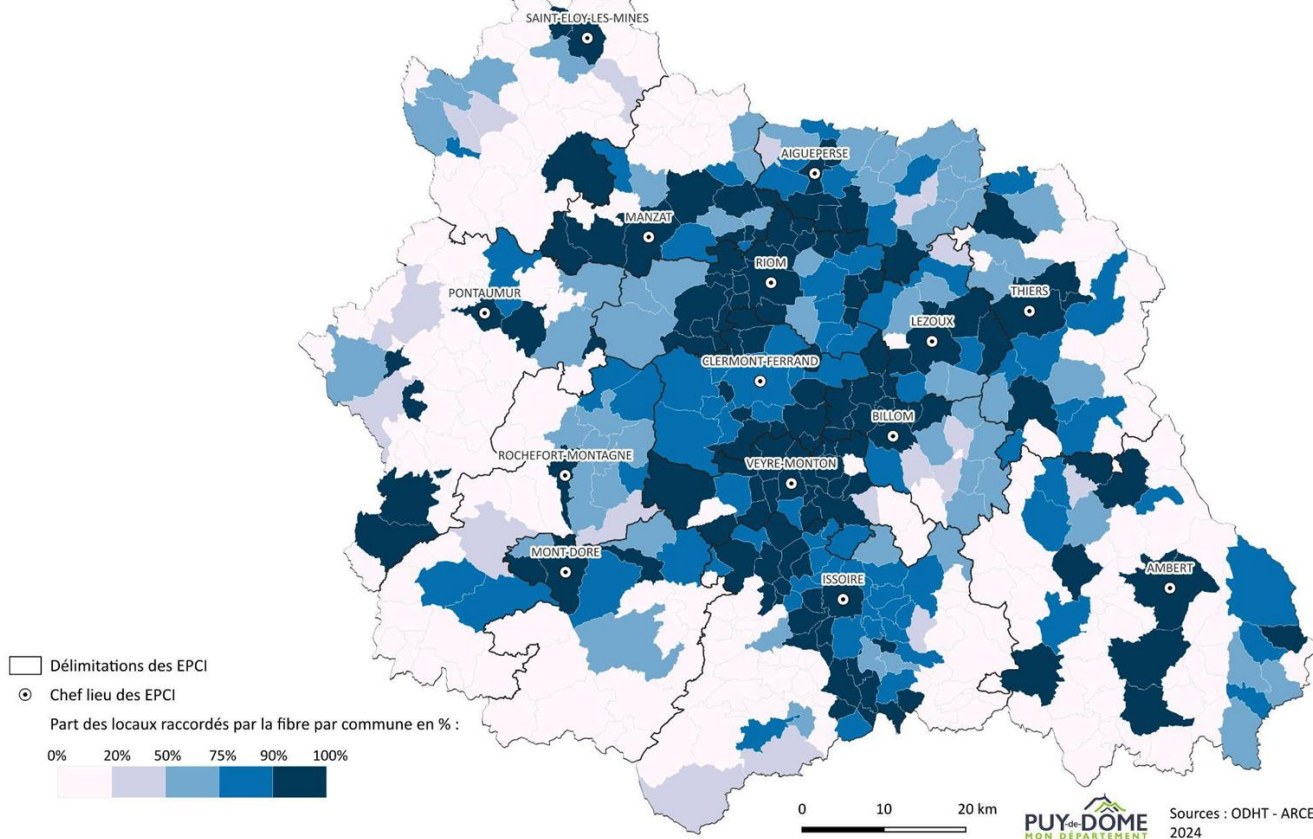 SAINT-ELOY-LES-MINES
AIGUEPERSE
MANZAT
RIOM
PONTAUMUR
THIERS
LEZOUX
CLERMONT-FERRAND
BILLOM
ROCHEFORT-MONTAGNE
VEYRE-MONTON
MONT-DORE
ISSOIRE
AMBERT
Délimitations des EPCI
Chef lieu des EPCI
Part des locaux raccordés par la fibre par commune en % :
0% 20% 50% 75% 90% 100%
0 10 20 km
PUY-de-DÔME
MON DÉPARTEMENT
Sources : ODHT - ARCE
2024